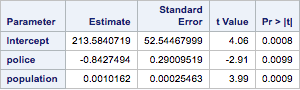 Parameter Estimate Standard Error t Value Pr > |t|
Intercept 213.5840719 52.54467999 4.06 0.0008
police -0.8427494 0.29009519 -2.91 0.0099
population 0.0010162 0.00025463 3.99 0.0009